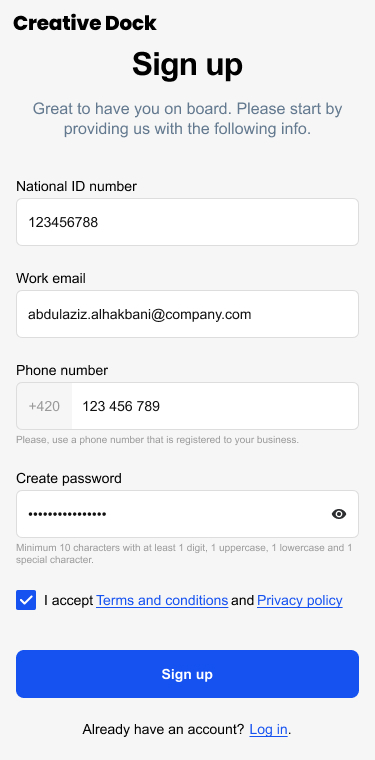 Creative Dock
Sign up
Great to have you on board. Please start by
providing us with the following info.
National ID number
123456788
Work email
abdulaziz.alhakbani@company.com
Phone number
+420 123 456 789
Please, use a phone number that is registered to your business.
Create password
••••••••••••••••
Minimum 10 characters with at least 1 digit, 1 uppercase, 1 lowercase and 1
special character.
I accept Terms and conditions and Privacy policy
Sign up
Already have an account? Log in.